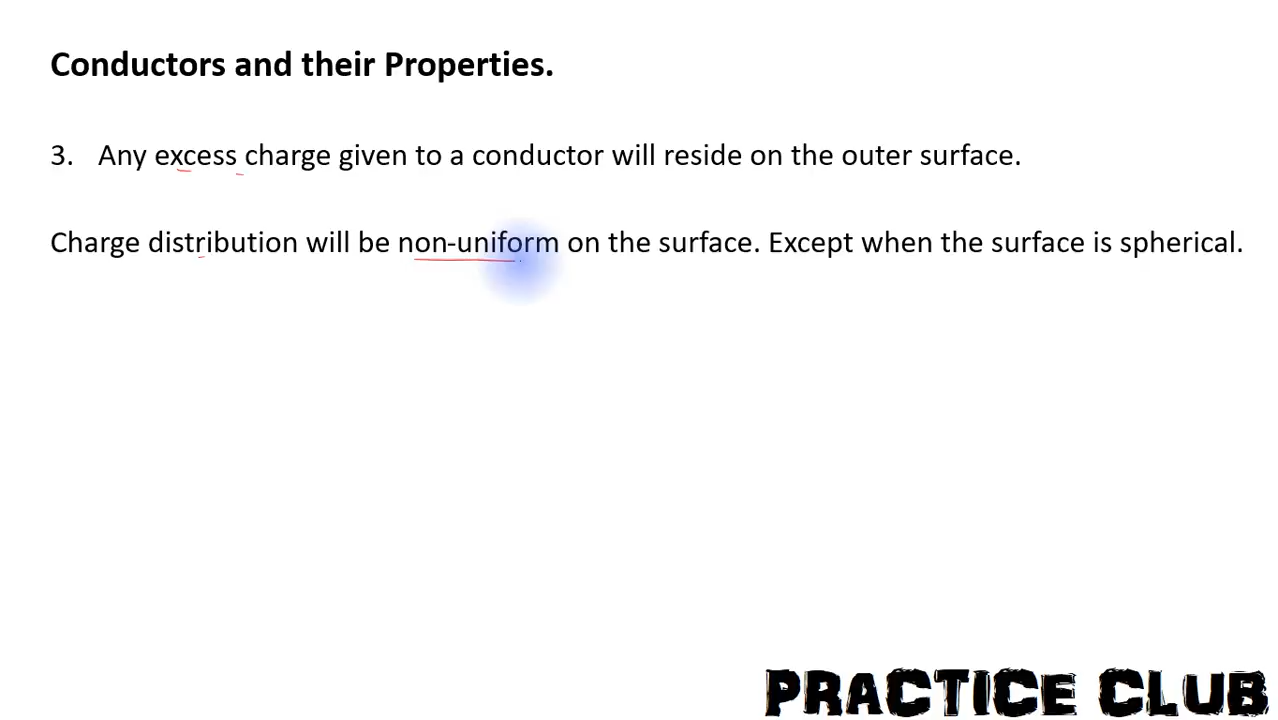 Conductors and their Properties.
3. Any excess charge given to a conductor will reside on the outer surface.
Charge distribution will be non-uniform on the surface. Except when the surface is spherical.
PRACTICE CLUB